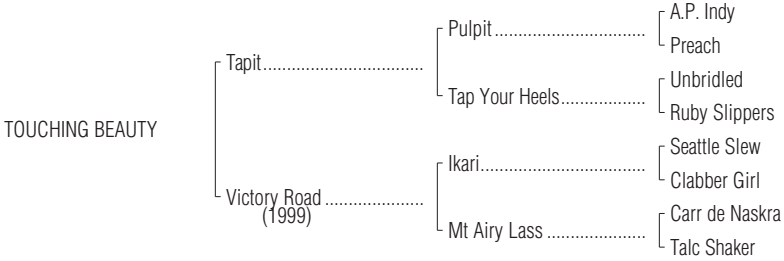 A.P. Indy
Pulpit................................
Preach
Tapit..................................
Unbridled
Tap Your Heels..................
Ruby Slippers
TOUCHING BEAUTY
Seattle Slew
Ikari...................................
Clabber Girl
Victory Road .....................
(1999)
Carr de Naskra
Mt Airy Lass .....................
Talc Shaker